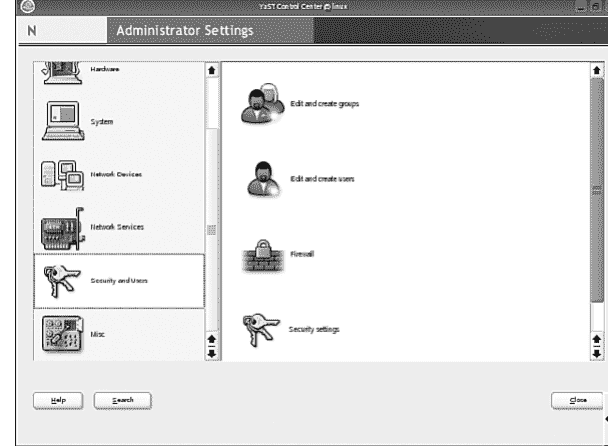 YaST Control Center @ linux
N
Administrator Settings
Hardware
System
Network Devices
Network Services
Security and Users
Misc
Edit and create groups
Edit and create users
Firewall
Security settings
Help
Search
Close